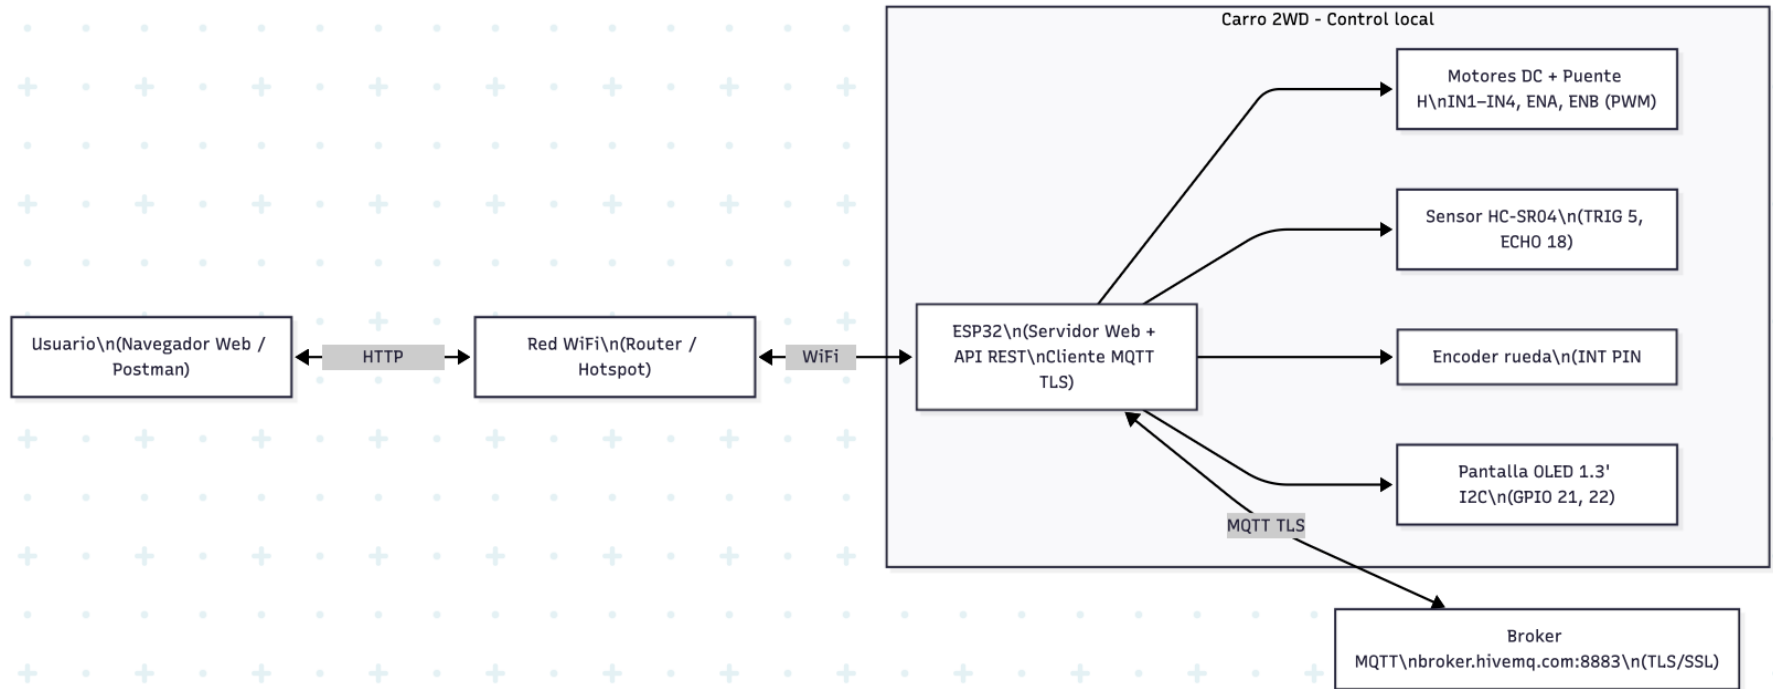 Carro 2WD - Control local
Motores DC + Puente
H\nIN1–IN4, ENA, ENB (PWM)
Sensor HC-SR04\n(TRIG 5,
ECHO 18)
Usuario\n(Navegador Web /
Postman)
HTTP
Red WiFi\n(Router /
Hotspot)
WiFi
ESP32\n(Servidor Web +
API REST\nCliente MQTT
TLS)
Encoder rueda\n(INT PIN
Pantalla OLED 1.3'
I2C\n(GPIO 21, 22)
MQTT TLS
Broker
MQTT\nbroker.hivemq.com:8883\n(TLS/SSL)